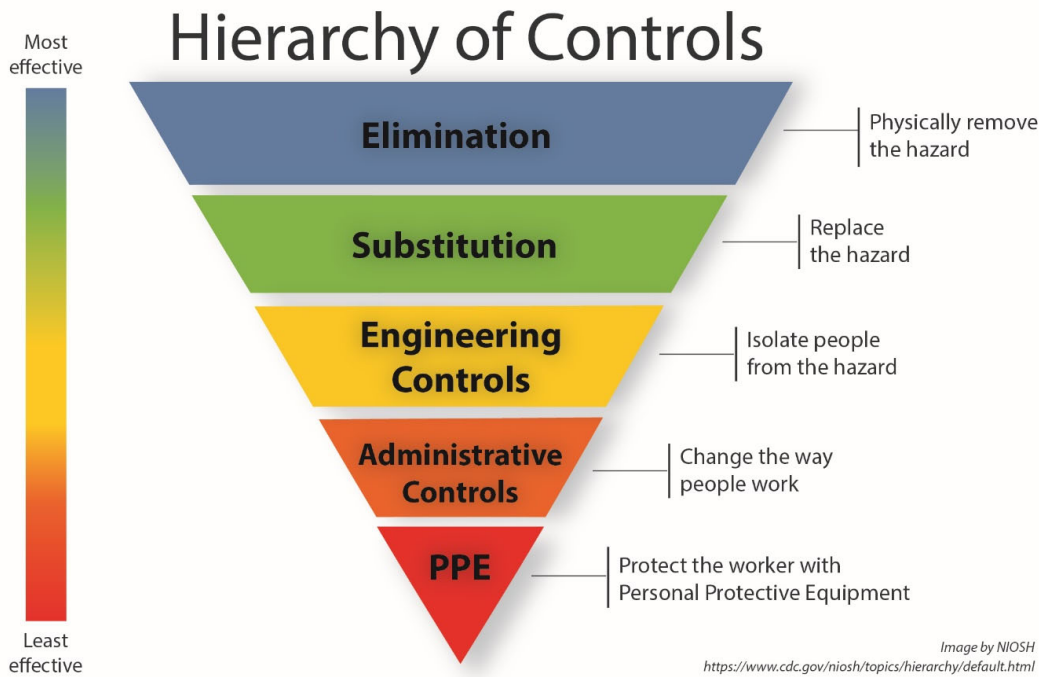 Hierarchy of Controls
Most
effective
Elimination
Physically remove
the hazard
Substitution
Replace
the hazard
Engineering
Controls
Isolate people
from the hazard
Administrative
Controls
Change the way
people work
PPE
Protect the worker with
Personal Protective Equipment
Least
effective
Image by NIOSH
https://www.cdc.gov/niosh/topics/hierarchy/default.html